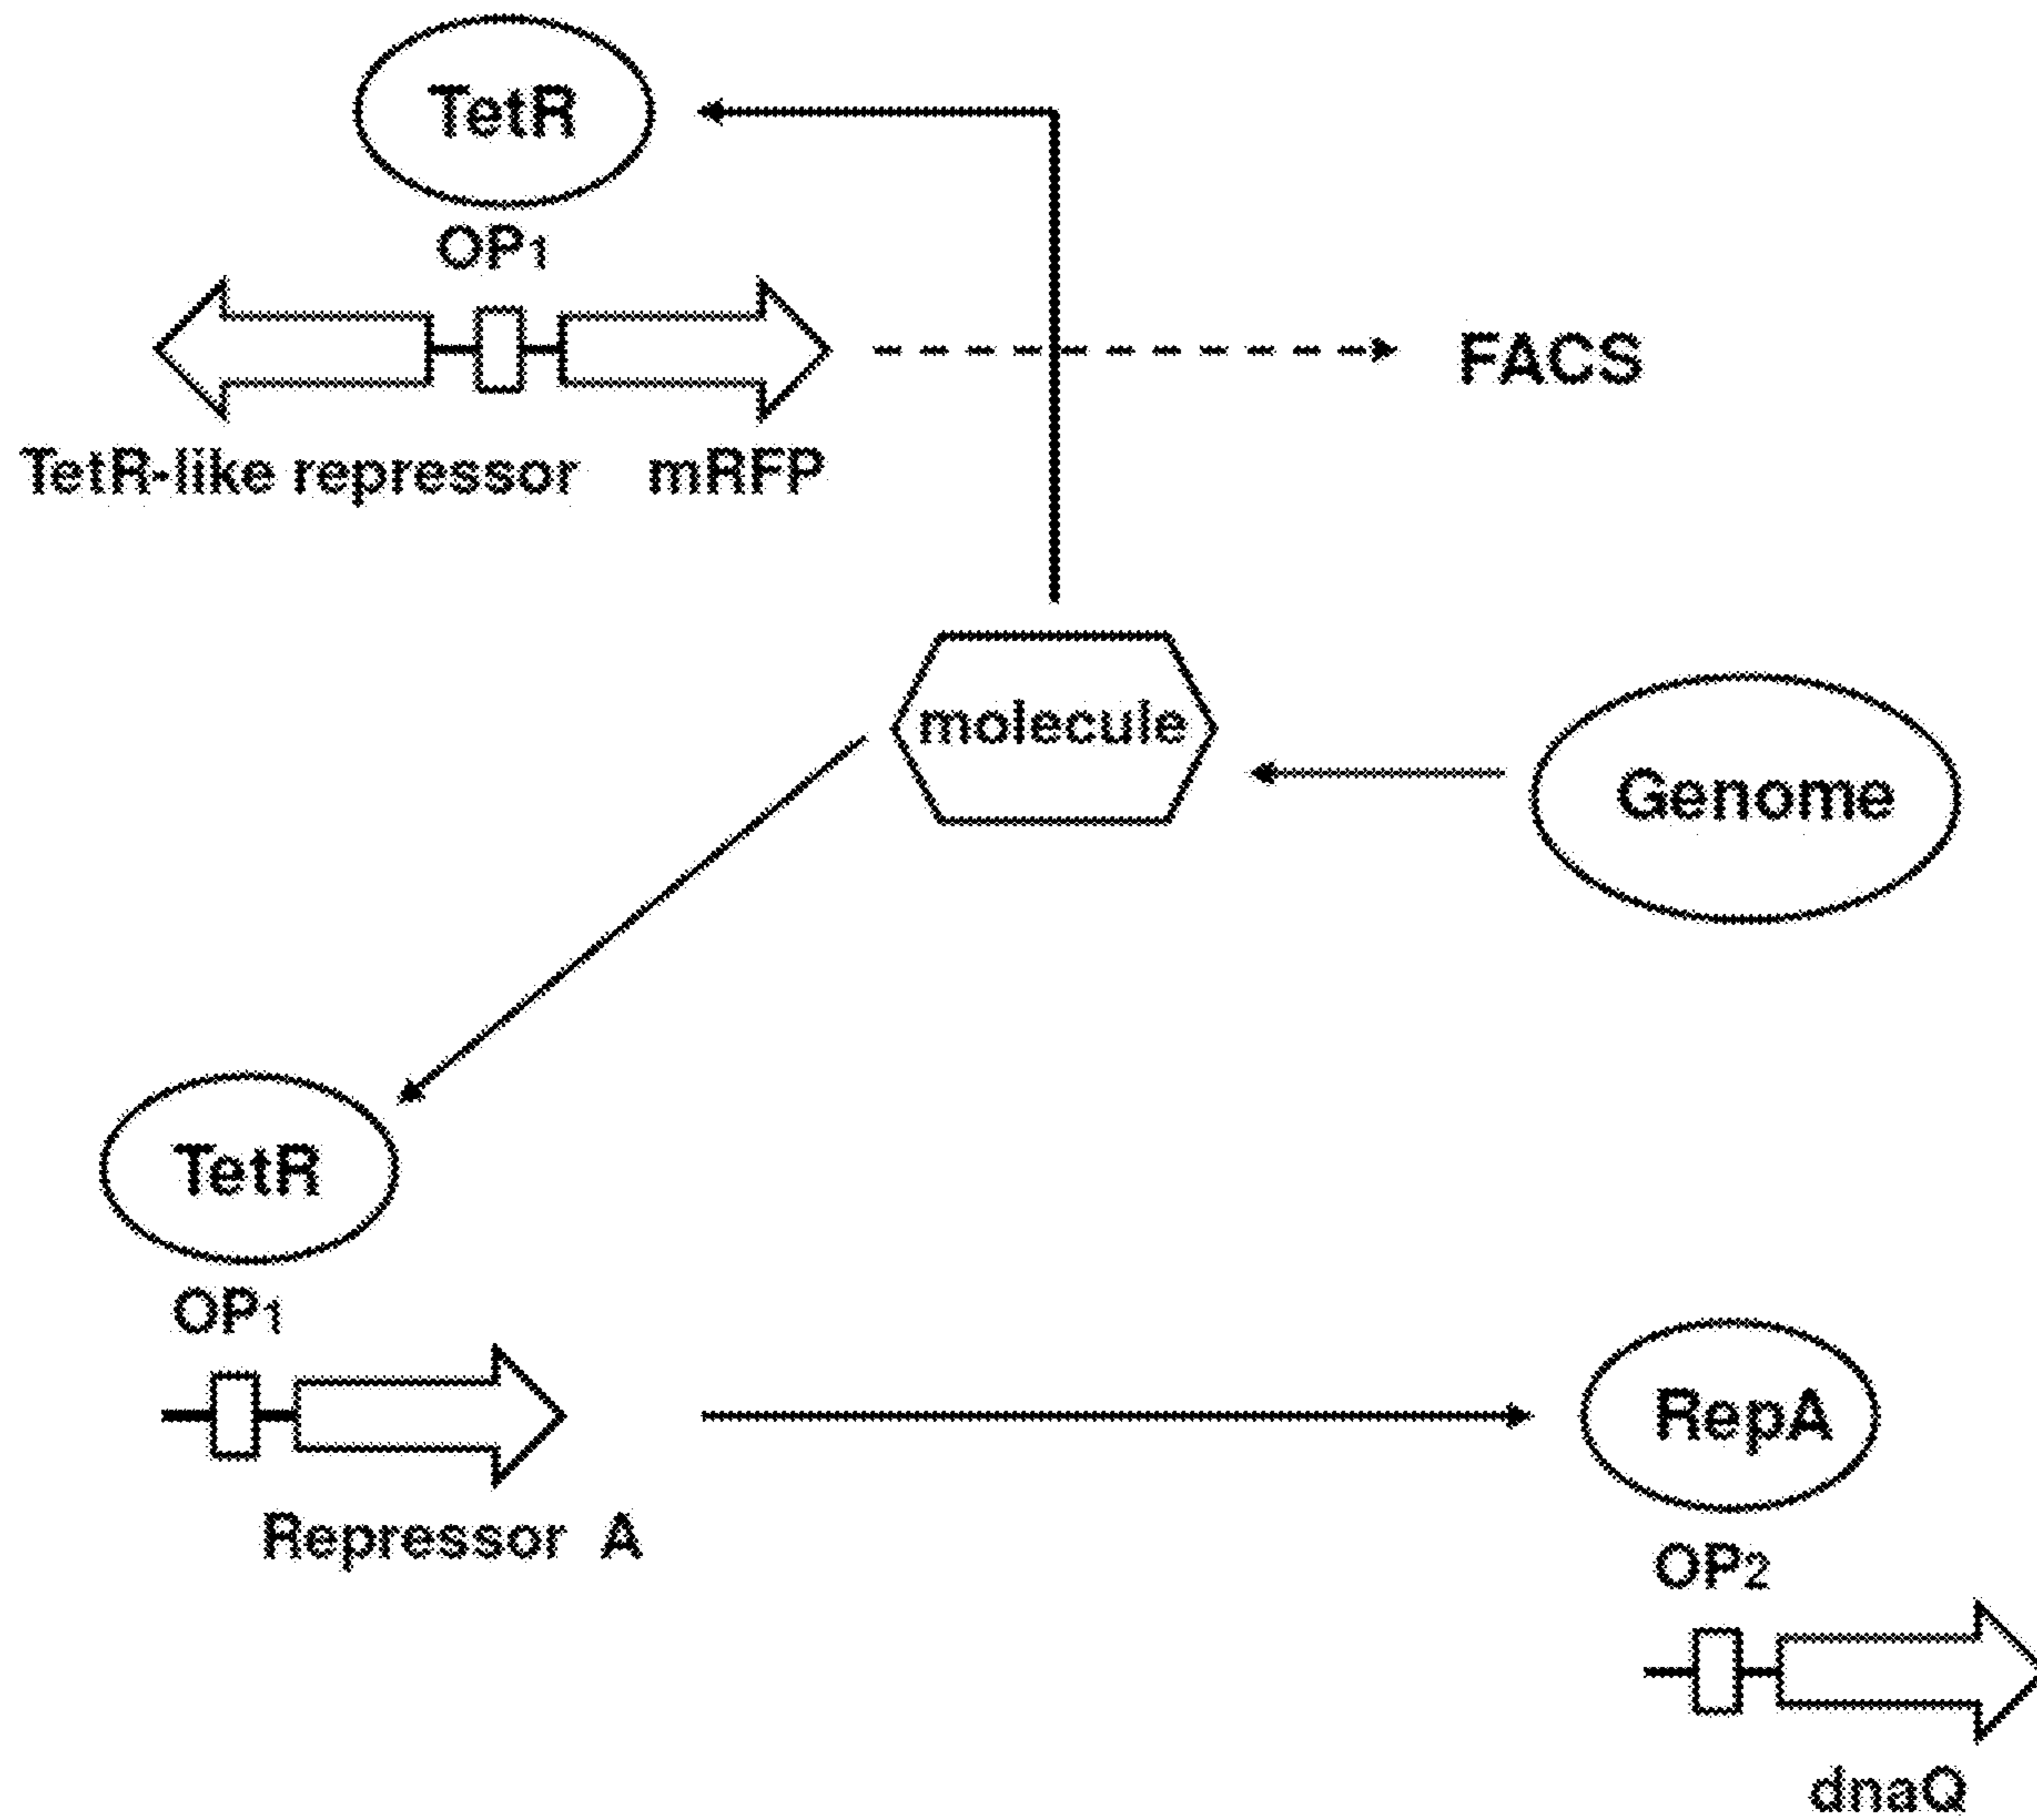 TetR
OP1
FACS
TetR-like repressor mRFP
molecule
Genome
TetR
OP1
RepA
Repressor A
OP2
dnaQ